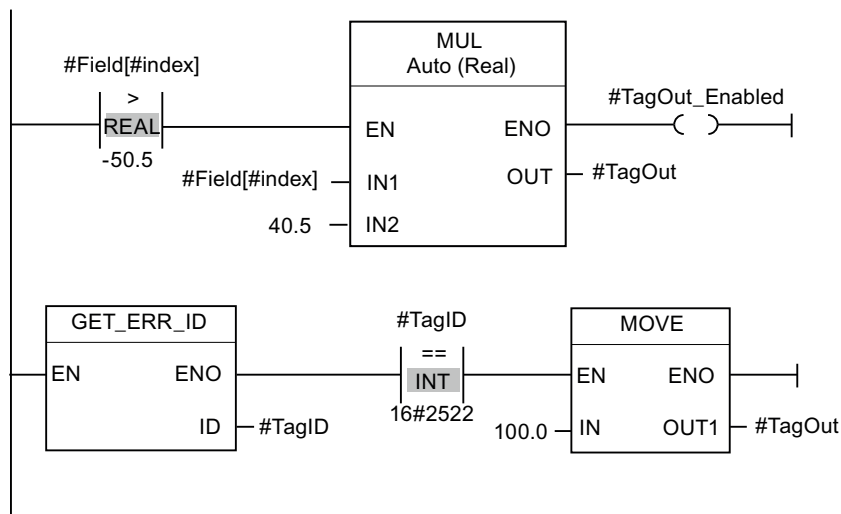 MUL
Auto (Real)
#Field[#index]
>
REAL
-50.5
EN
ENO
#TagOut_Enabled
#Field[#index]
IN1
OUT
#TagOut
40.5
IN2
GET_ERR_ID
#TagID
MOVE
EN
ENO
==
INT
16#2522
EN
ENO
ID
#TagID
100.0
IN
OUT1
#TagOut